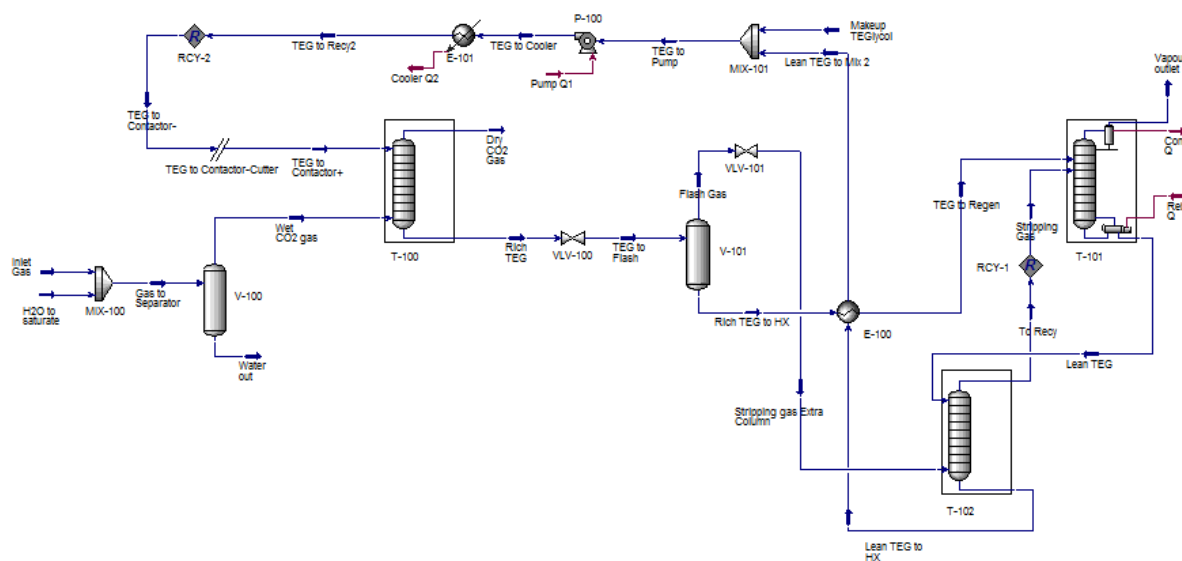 Makeup
TEGlycol
P-100
TEG to Recy2
TEG to Cooler
TEG to
Pump
MIX-101
Lean TEG to Mix 2
RCY-2
R
E-101
Cooler Q2
Pump Q1
Vapou
outlet
TEG to
Contactor-
TEG to Contactor-Cutter
TEG to
Contactor+
Dry
CO2
Gas
VLV-101
Flash Gas
Con
Q
TEG to Regen
Stripping
Gas
Reb
Q
Wet
CO2 gas
T-100
Rich
TEG
VLV-100
TEG to
Flash
V-101
T-101
RCY-1
R
Inlet
Gas
H2O to
saturate
MIX-100
Gas to
Separator
V-100
Rich TEG to HX
E-100
To Recy
Lean TEG
Water
out
Stripping gas Extra
Column
T-102
Lean TEG to
HX